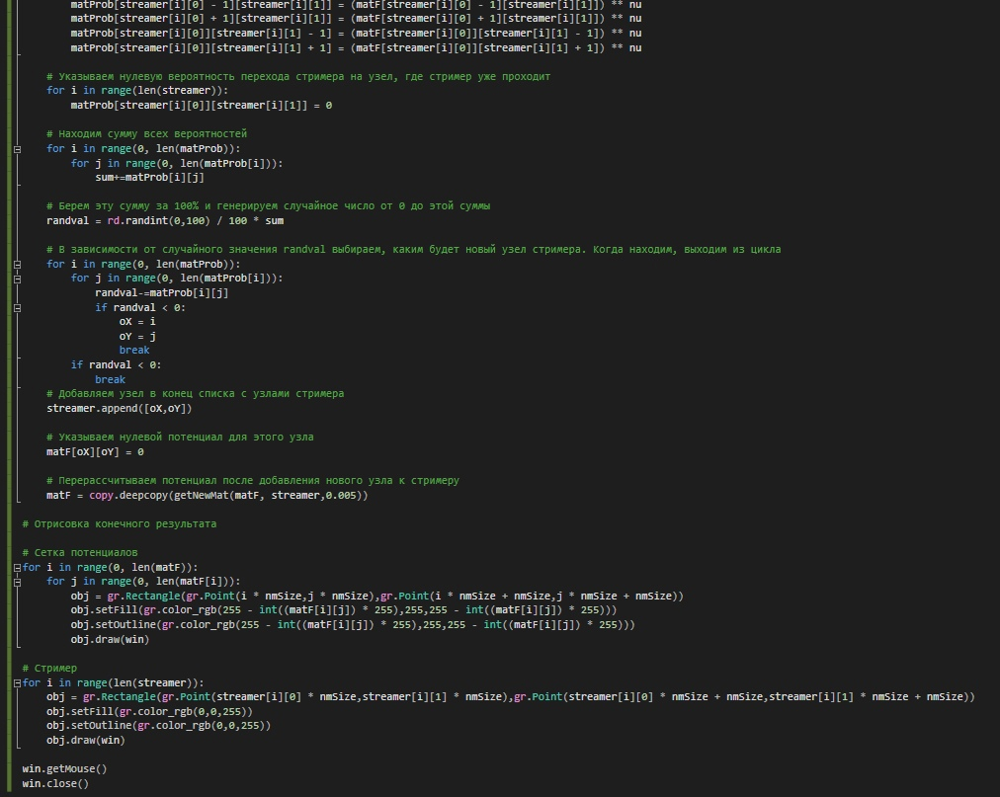 matProb[streamer[i][0] - 1][streamer[i][1]] = (matF[streamer[i][0] - 1][streamer[i][1]]) ** nu
matProb[streamer[i][0] + 1][streamer[i][1]] = (matF[streamer[i][0] + 1][streamer[i][1]]) ** nu
matProb[streamer[i][0]][streamer[i][1] - 1] = (matF[streamer[i][0]][streamer[i][1] - 1]) ** nu
matProb[streamer[i][0]][streamer[i][1] + 1] = (matF[streamer[i][0]][streamer[i][1] + 1]) ** nu
# Указываем нулевую вероятность перехода стримера на узел, где стример уже проходит
for i in range(len(streamer)):
matProb[streamer[i][0]][streamer[i][1]] = 0
# Находим сумму всех вероятностей
for i in range(0, len(matProb)):
for j in range(0, len(matProb[i])):
sum+=matProb[i][j]
# Берем эту сумму за 100% и генерируем случайное число от 0 до этой суммы
randval = rd.randint(0,100) / 100 * sum
# В зависимости от случайного значения randval выбираем, каким будет новый узел стримера. Когда находим, выходим из цикла
for i in range(0, len(matProb)):
for j in range(0, len(matProb[i])):
randval-=matProb[i][j]
if randval < 0:
oX = i
oY = j
break
if randval < 0:
break
# Добавляем узел в конец списка с узлами стримера
streamer.append([oX,oY])
# Указываем нулевой потенциал для этого узла
matF[oX][oY] = 0
# Перерассчитываем потенциал после добавления нового узла к стримеру
matF = copy.deepcopy(getNewMat(matF, streamer,0.005))
# Отрисовка конечного результата
# Сетка потенциалов
for i in range(0, len(matF)):
for j in range(0, len(matF[i])):
obj = gr.Rectangle(gr.Point(i * nmSize,j * nmSize),gr.Point(i * nmSize + nmSize,j * nmSize + nmSize))
obj.setFill(gr.color_rgb(255 - int((matF[i][j]) * 255),255,255 - int((matF[i][j]) * 255)))
obj.setOutline(gr.color_rgb(255 - int((matF[i][j]) * 255),255,255 - int((matF[i][j]) * 255)))
obj.draw(win)
# Стример
for i in range(len(streamer)):
obj = gr.Rectangle(gr.Point(streamer[i][0] * nmSize,streamer[i][1] * nmSize),gr.Point(streamer[i][0] * nmSize + nmSize,streamer[i][1] * nmSize + nmSize))
obj.setFill(gr.color_rgb(0,0,255))
obj.setOutline(gr.color_rgb(0,0,255))
obj.draw(win)
win.getMouse()
win.close()